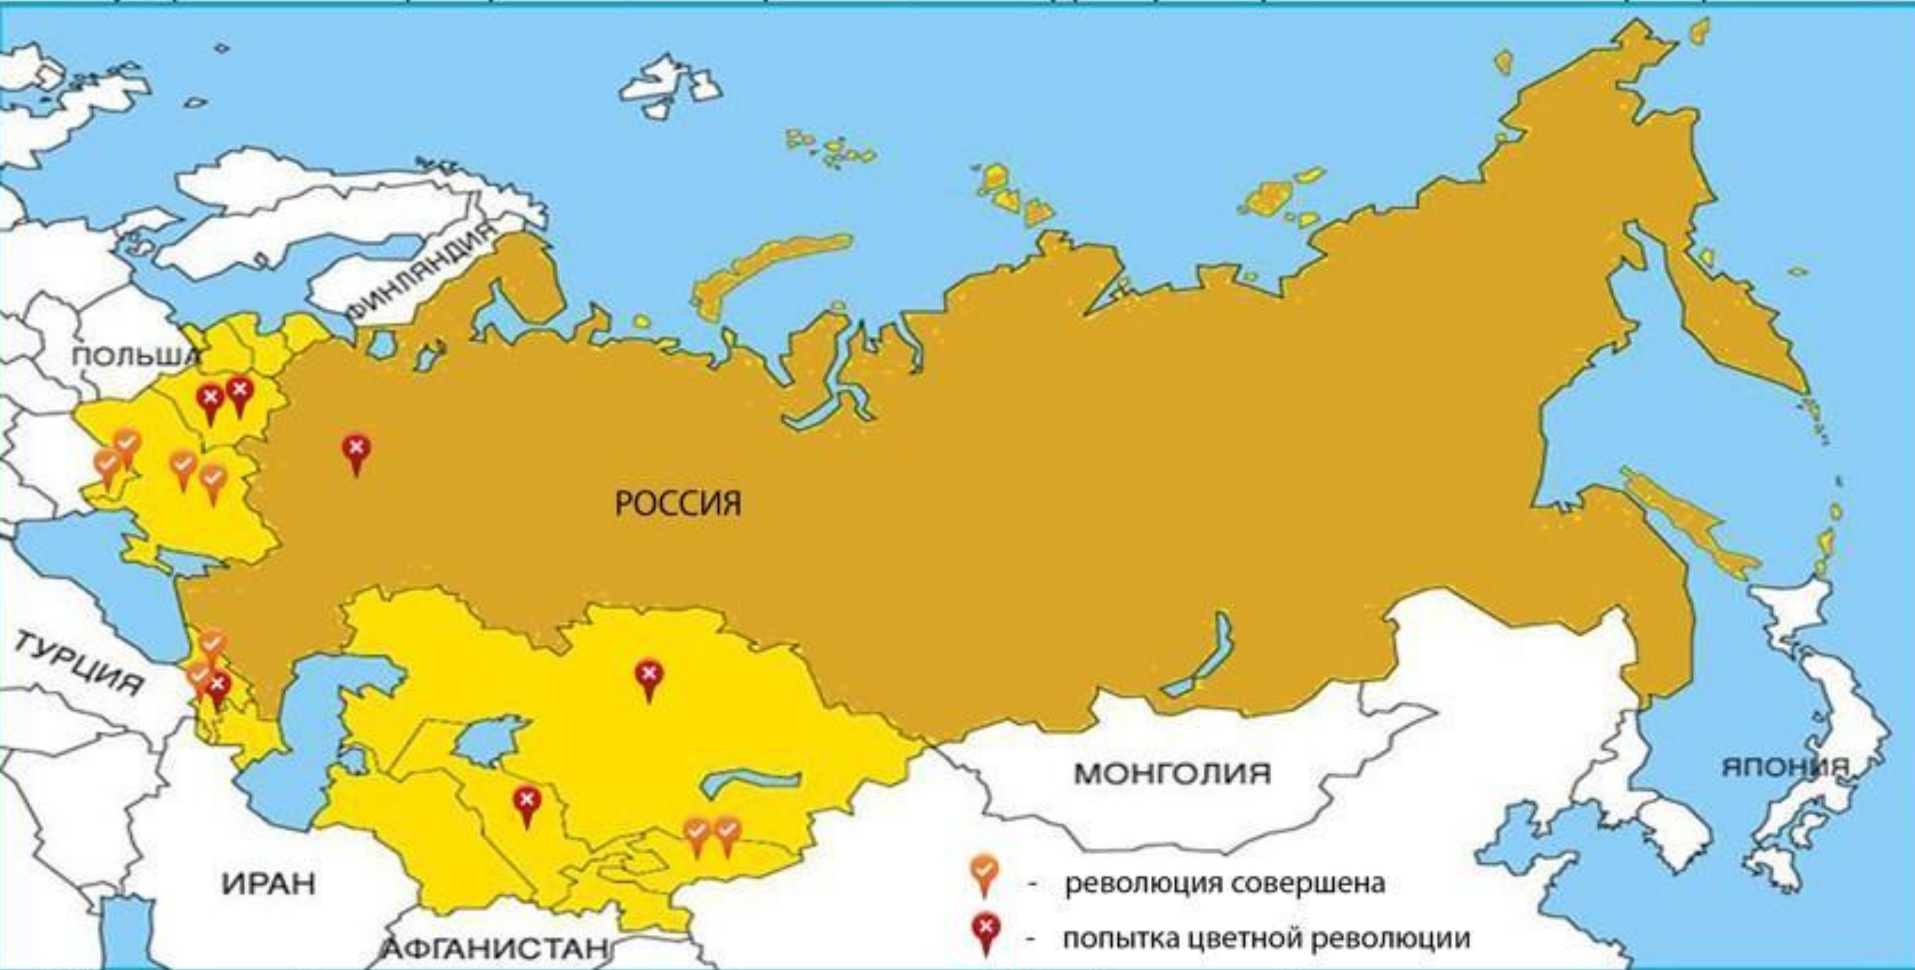 ФИНЛЯНДИЯ
ПОЛЬША
РОССИЯ
ТУРЦИЯ
МОНГОЛИЯ
ЯПОНИЯ
ИРАН
- революция совершена
АФГАНИСТАН
- попытка цветной революции